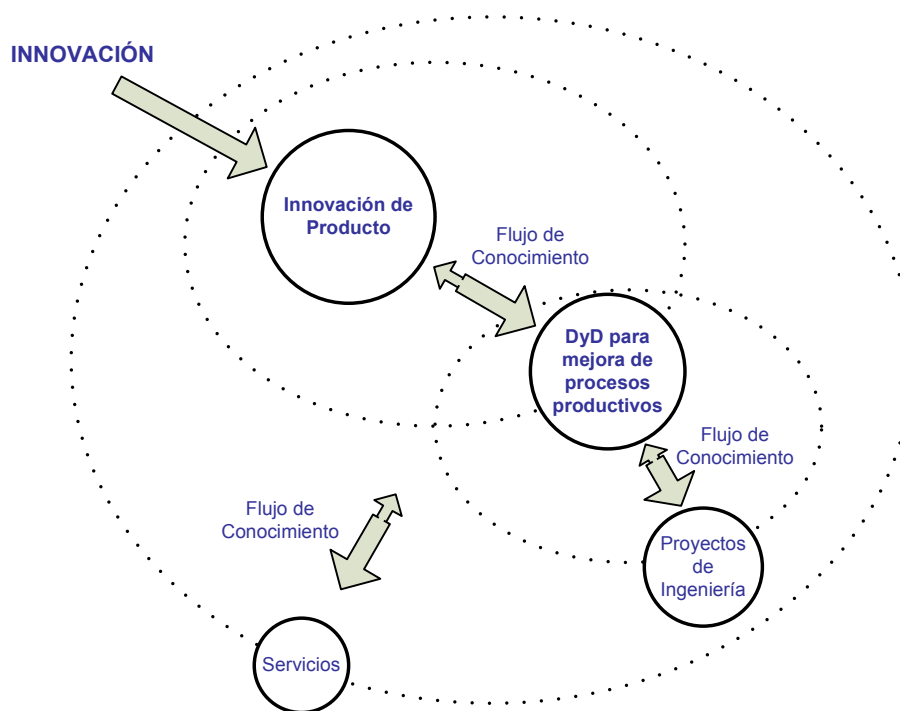 INNOVACIÓN
Innovación de
Producto
Flujo de
Conocimiento
DyD para
mejora de
procesos
productivos
Flujo de
Conocimiento
Flujo de
Conocimiento
Proyectos
de
Ingeniería
Servicios